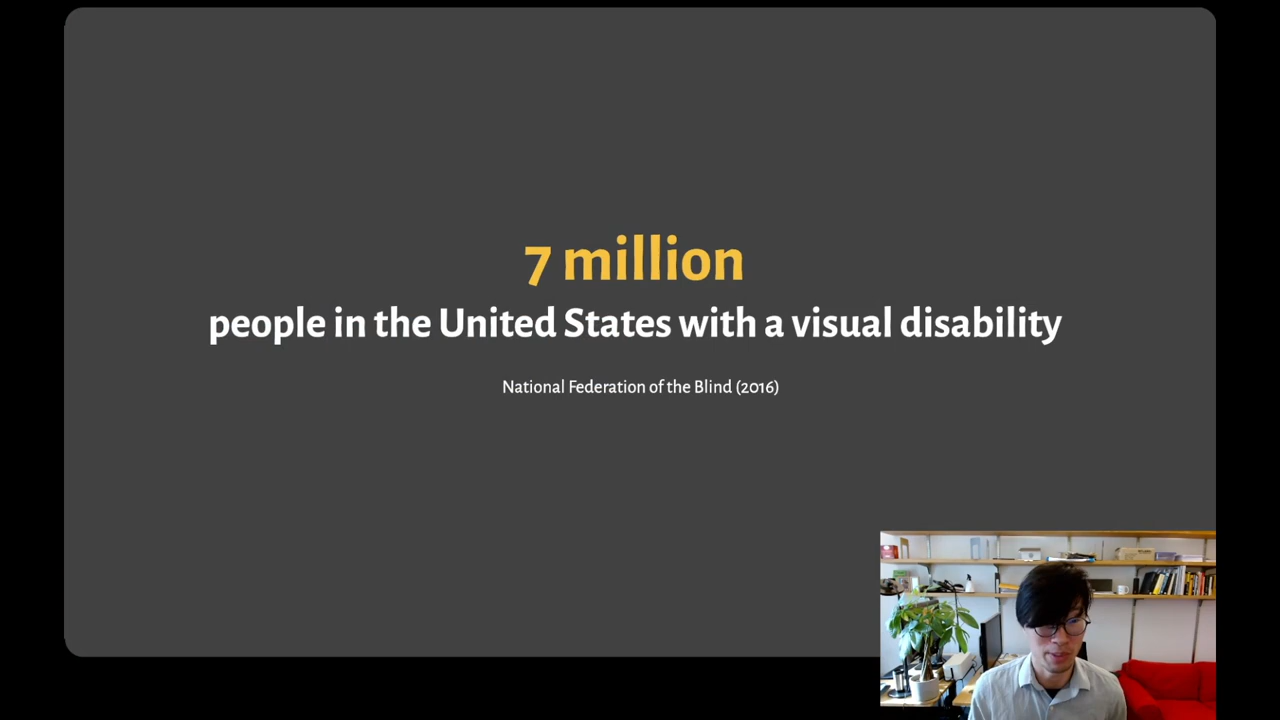 7 million
people in the United States with a visual disability
National Federation of the Blind (2016)